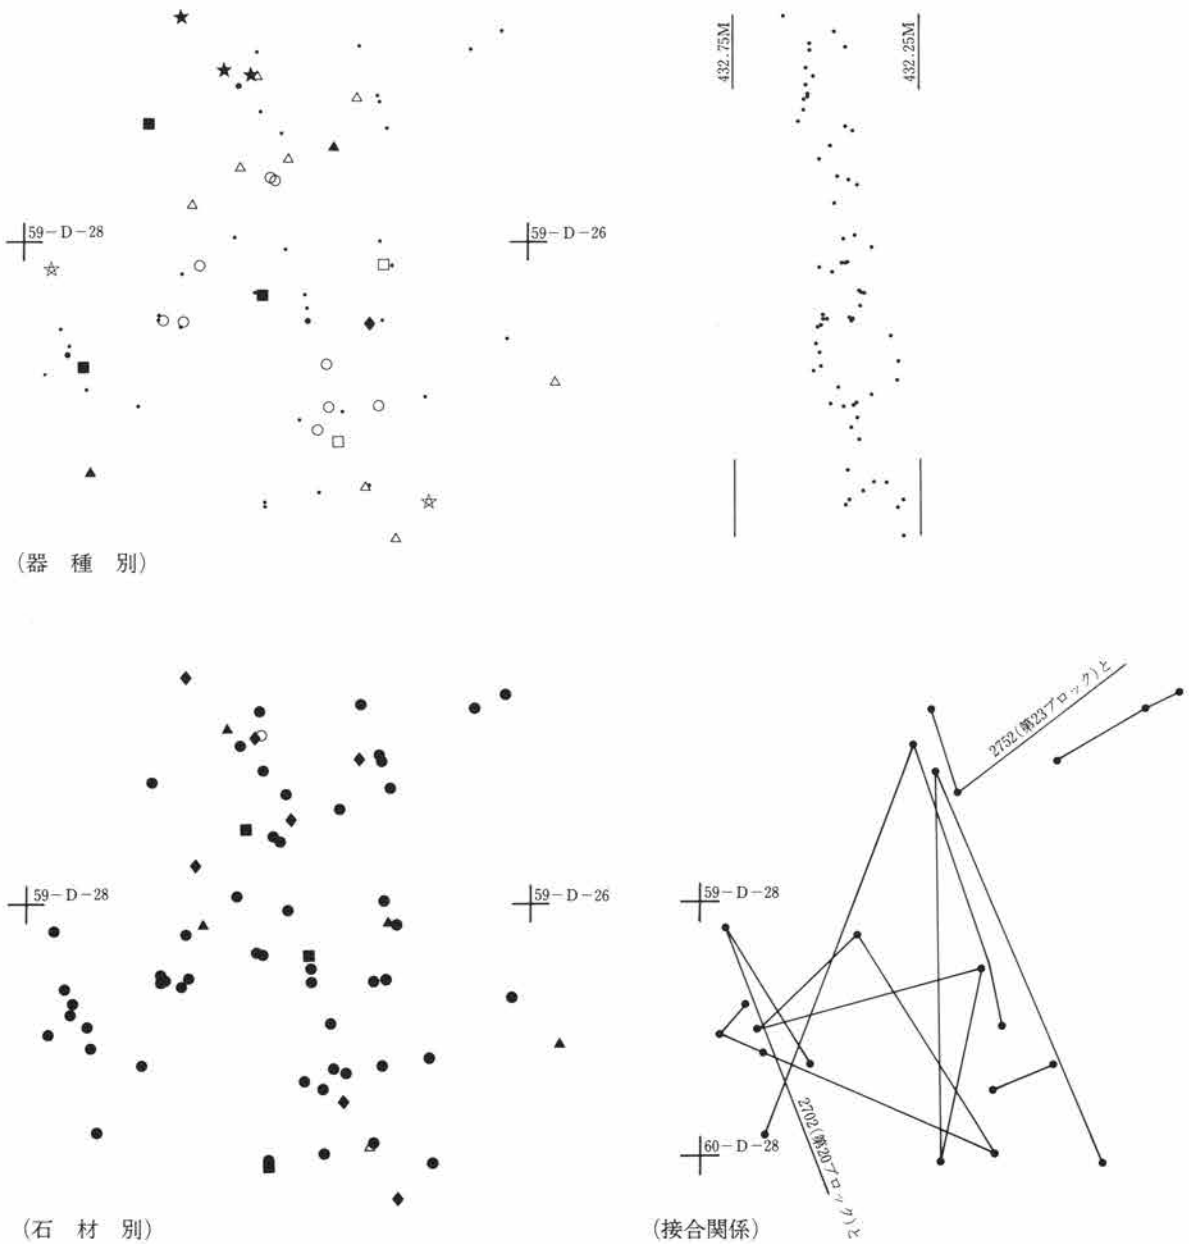 432.75M
432.25M
59-D-28
59-D-26
(器 種 別)
2752(第23ブロック)と
59-D-28
59-D-26
59-D-28
60-D-28
2702(第20ブロック)と
(石 材 別)
(接合関係)